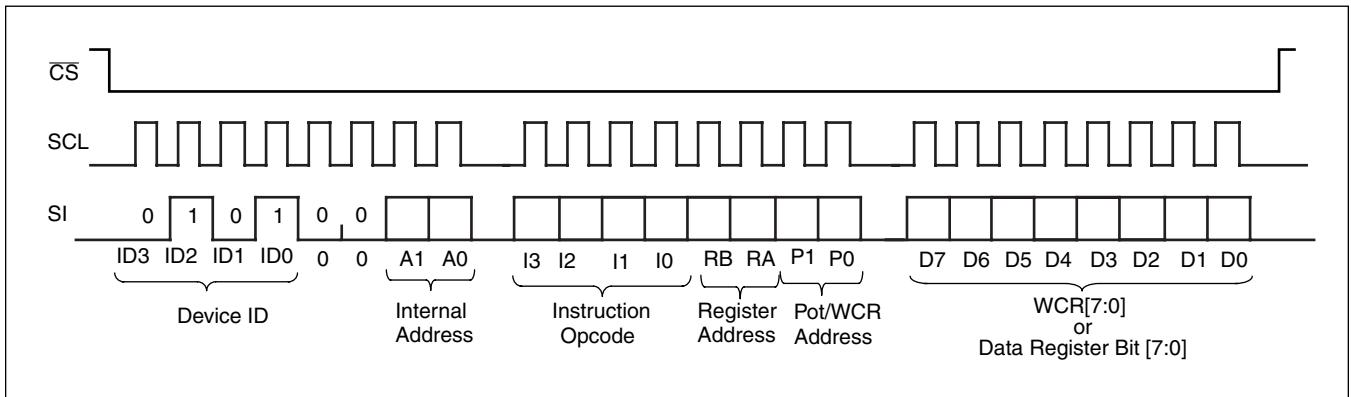 CS
SCL
SI 0 1 0 1 0 0
ID3 ID2 ID1 ID0 0 0 A1 A0 I3 I2 I1 I0 RB RA P1 P0 D7 D6 D5 D4 D3 D2 D1 D0
Device ID
Internal
Address
Instruction
Opcode
Register
Address
Pot/WCR
Address
WCR[7:0]
or
Data Register Bit [7:0]